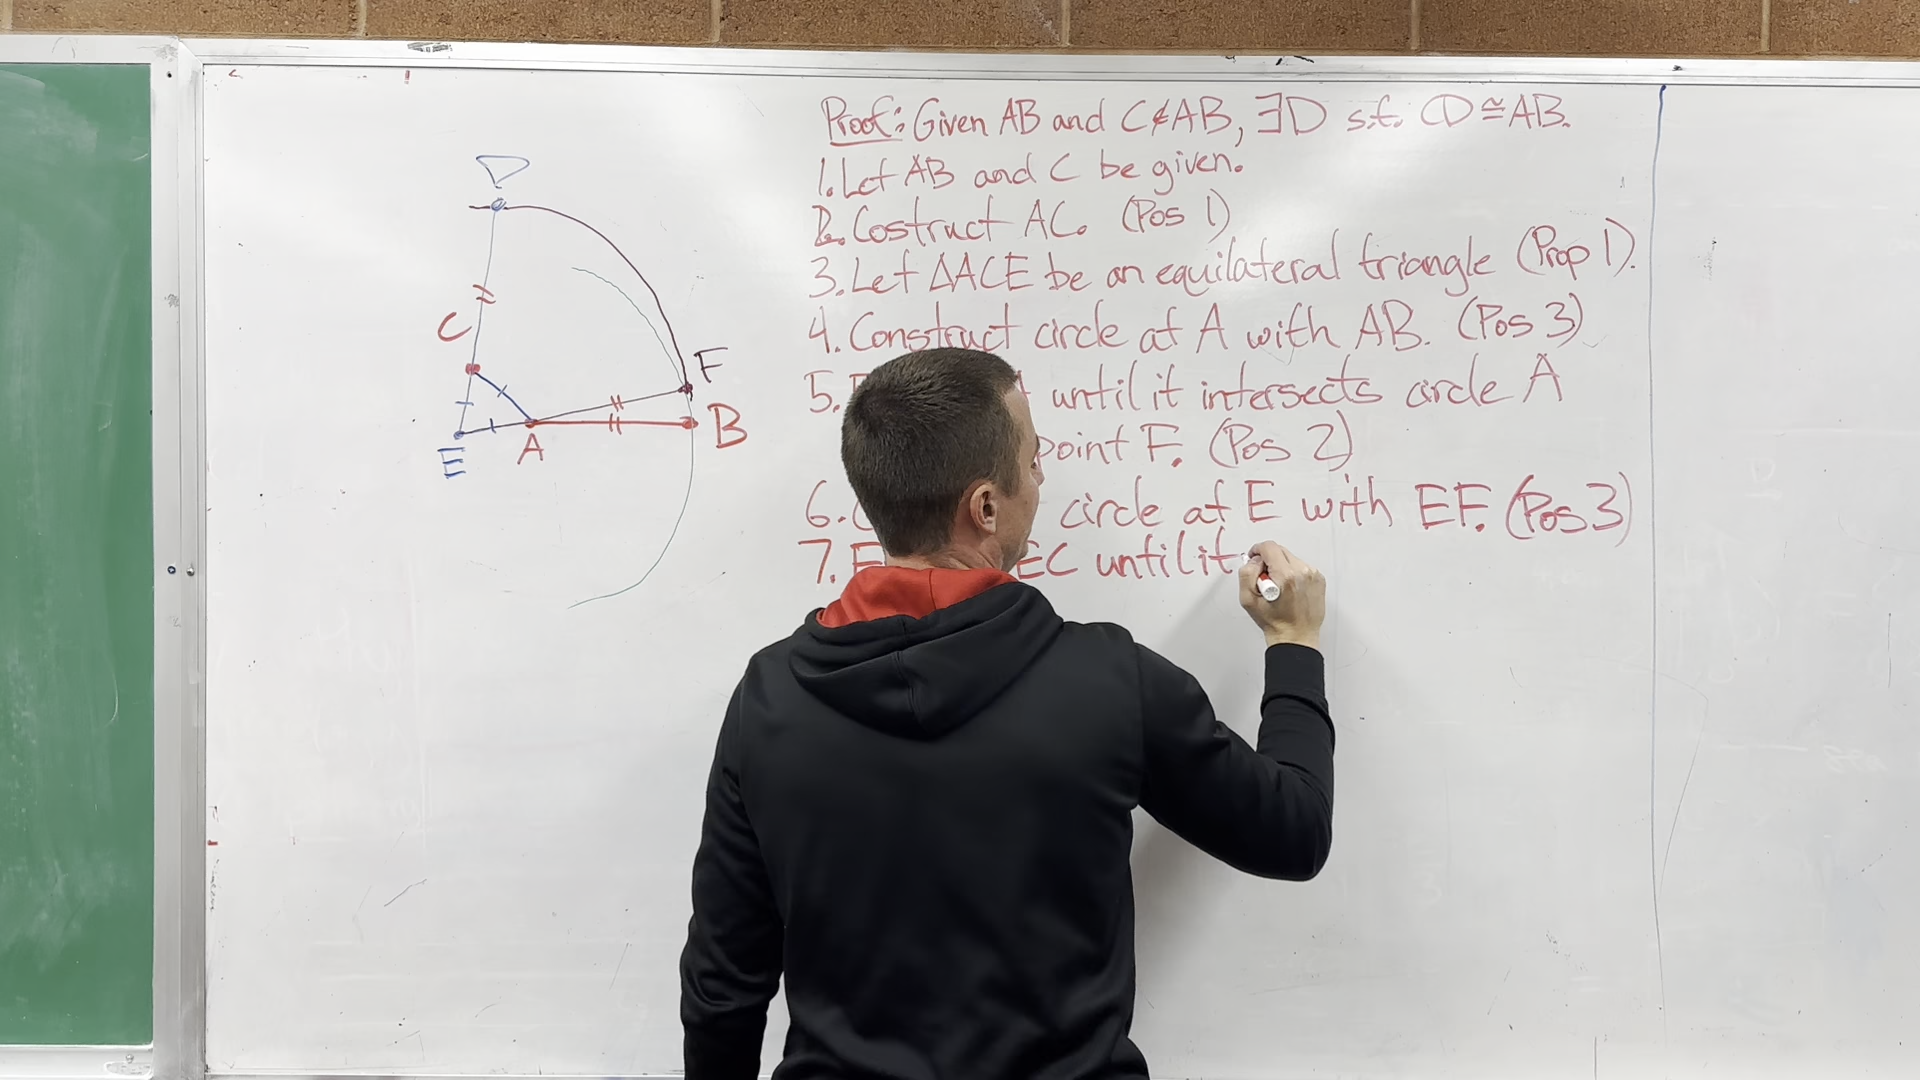 Proof: Given AB and C∉AB, ∃D s.t. CD≅AB.
1. Let AB and C be given.
2. Costruct AC. (Pos 1)
3. Let ΔACE be an equilateral triangle (Prop 1).
4. Construct circle at A with AB. (Pos 3)
5. until it intersects circle A
point F. (Pos 2)
6. circle at E with EF. (Pos 3)
7. EC until it
D
C
F
B
E
A